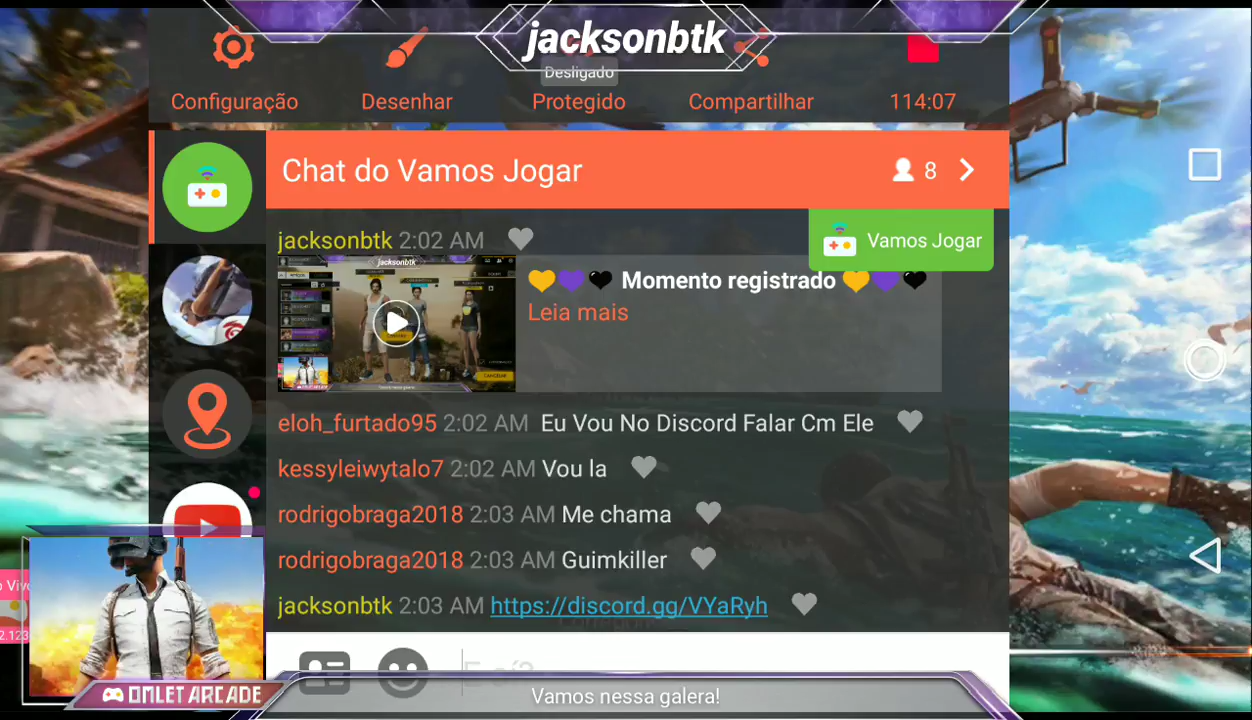 jacksonbtk
Desligado
Configuração
Desenhar
Protegido
Compartilhar
114:07
Chat do Vamos Jogar
8
Vamos Jogar
jacksonbtk 2:02 AM
💛💜🖤 Momento registrado 💛💜🖤
Leia mais
eloh_furtado95 2:02 AM Eu Vou No Discord Falar Cm Ele
kessyleiwytalo7 2:02 AM Vou la
rodrigobraga2018 2:03 AM Me chama
rodrigobraga2018 2:03 AM Guimkiller
jacksonbtk 2:03 AM https://discord.gg/VYaRyh
OMLET ARCADE
Vamos nessa galera!